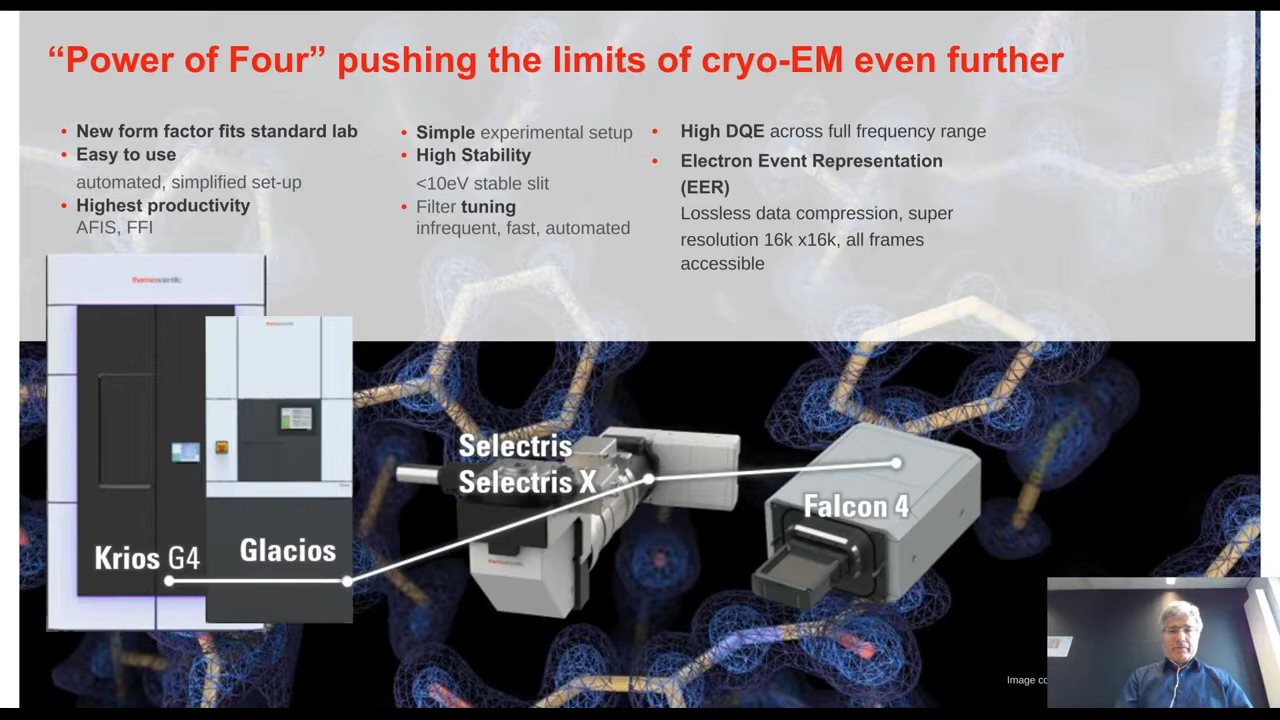 “Power of Four” pushing the limits of cryo-EM even further
• New form factor fits standard lab
• Easy to use
automated, simplified set-up
• Highest productivity
AFIS, FFI
• Simple experimental setup
• High Stability
<10eV stable slit
• Filter tuning
infrequent, fast, automated
• High DQE across full frequency range
• Electron Event Representation
(EER)
Lossless data compression, super
resolution 16k x16k, all frames
accessible
thermoscientific
thermoscientific
Krios G4
Glacios
Selectris
Selectris X
thermoscientific
Falcon 4
Image